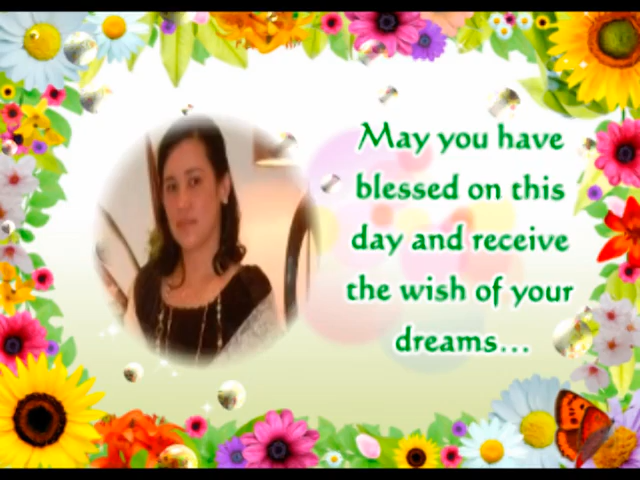 May you have
blessed on this
day and receive
the wish of your
dreams...